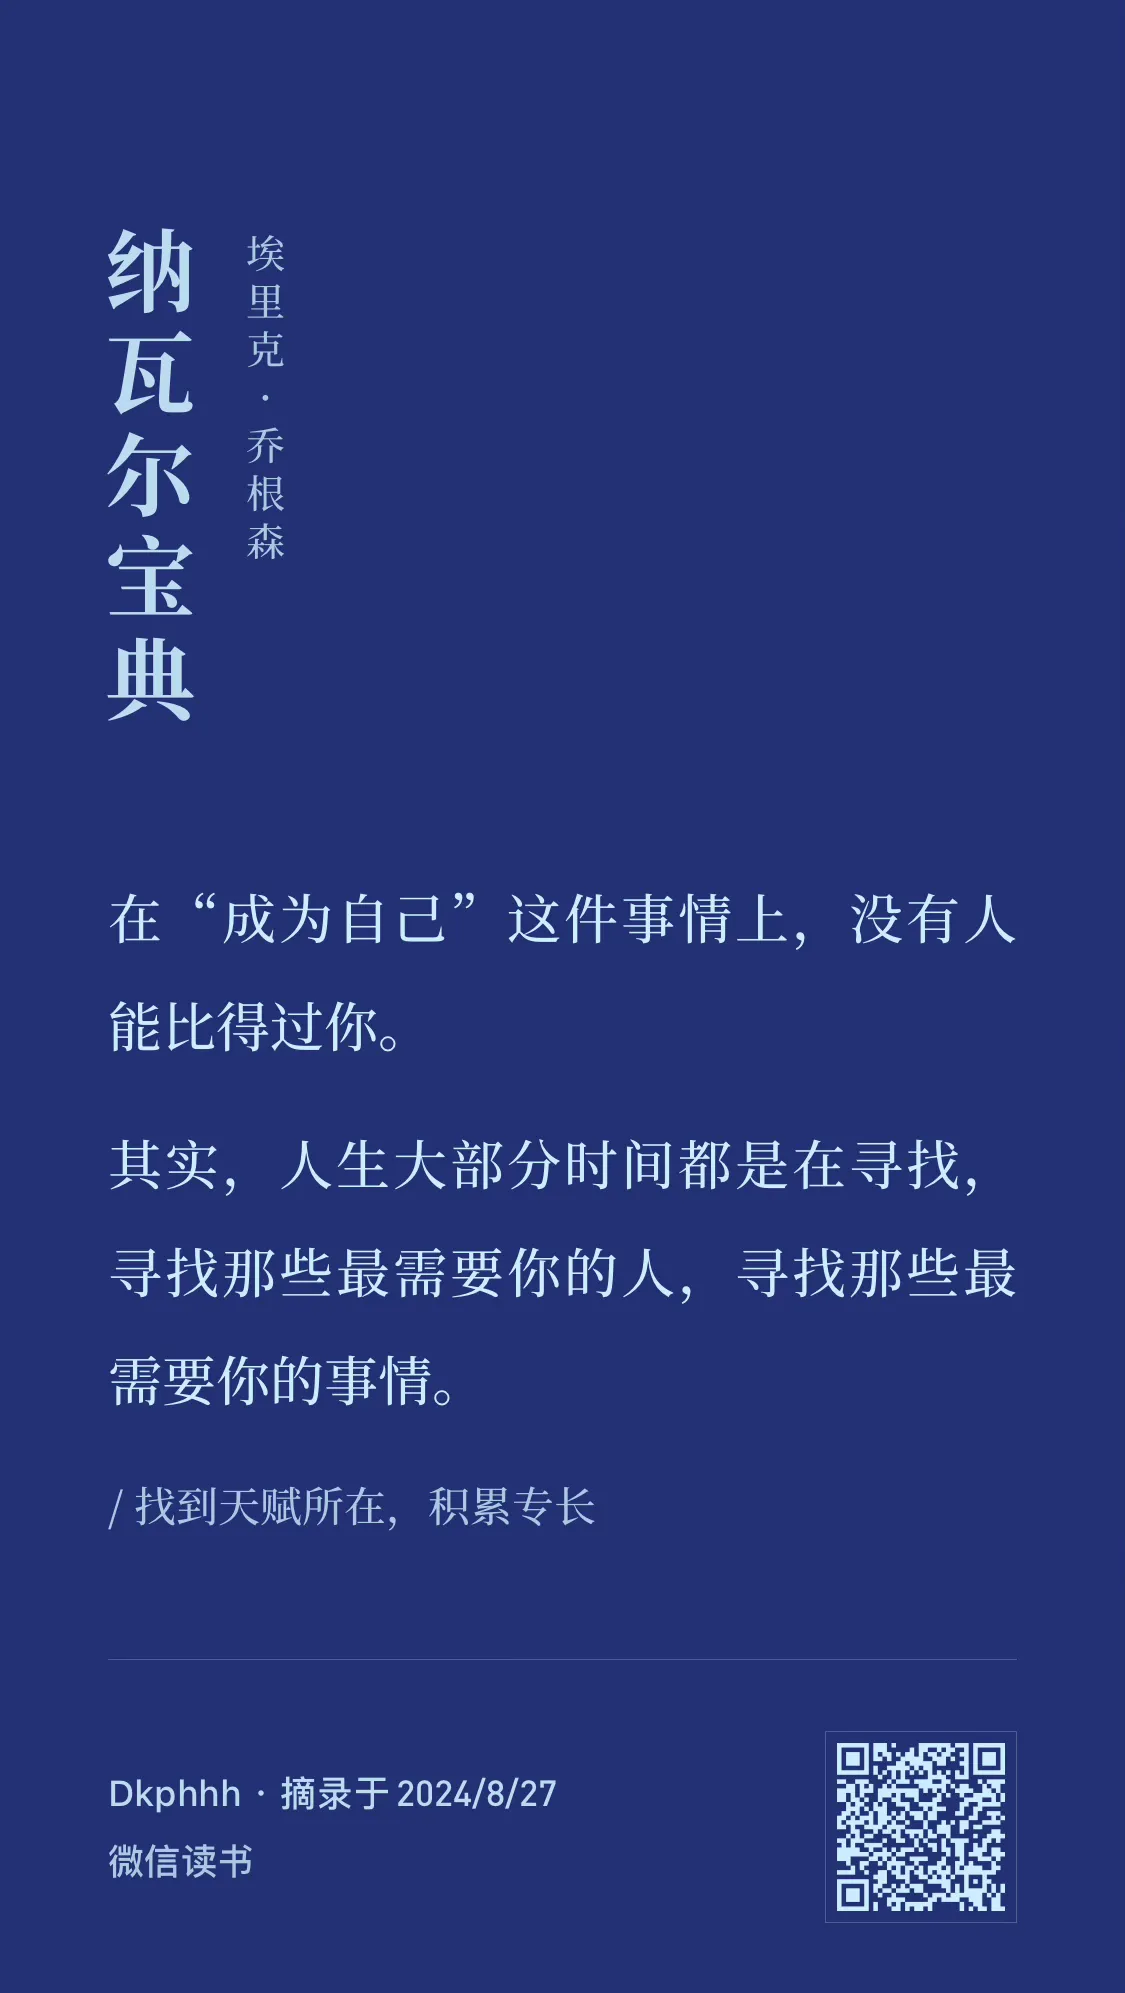 纳瓦尔宝典
埃里克·乔根森
在“成为自己”这件事情上，没有人
能比得过你。
其实，人生大部分时间都是在寻找，
寻找那些最需要你的人，寻找那些最
需要你的事情。
/ 找到天赋所在，积累专长
Dkphhh · 摘录于 2024/8/27
微信读书